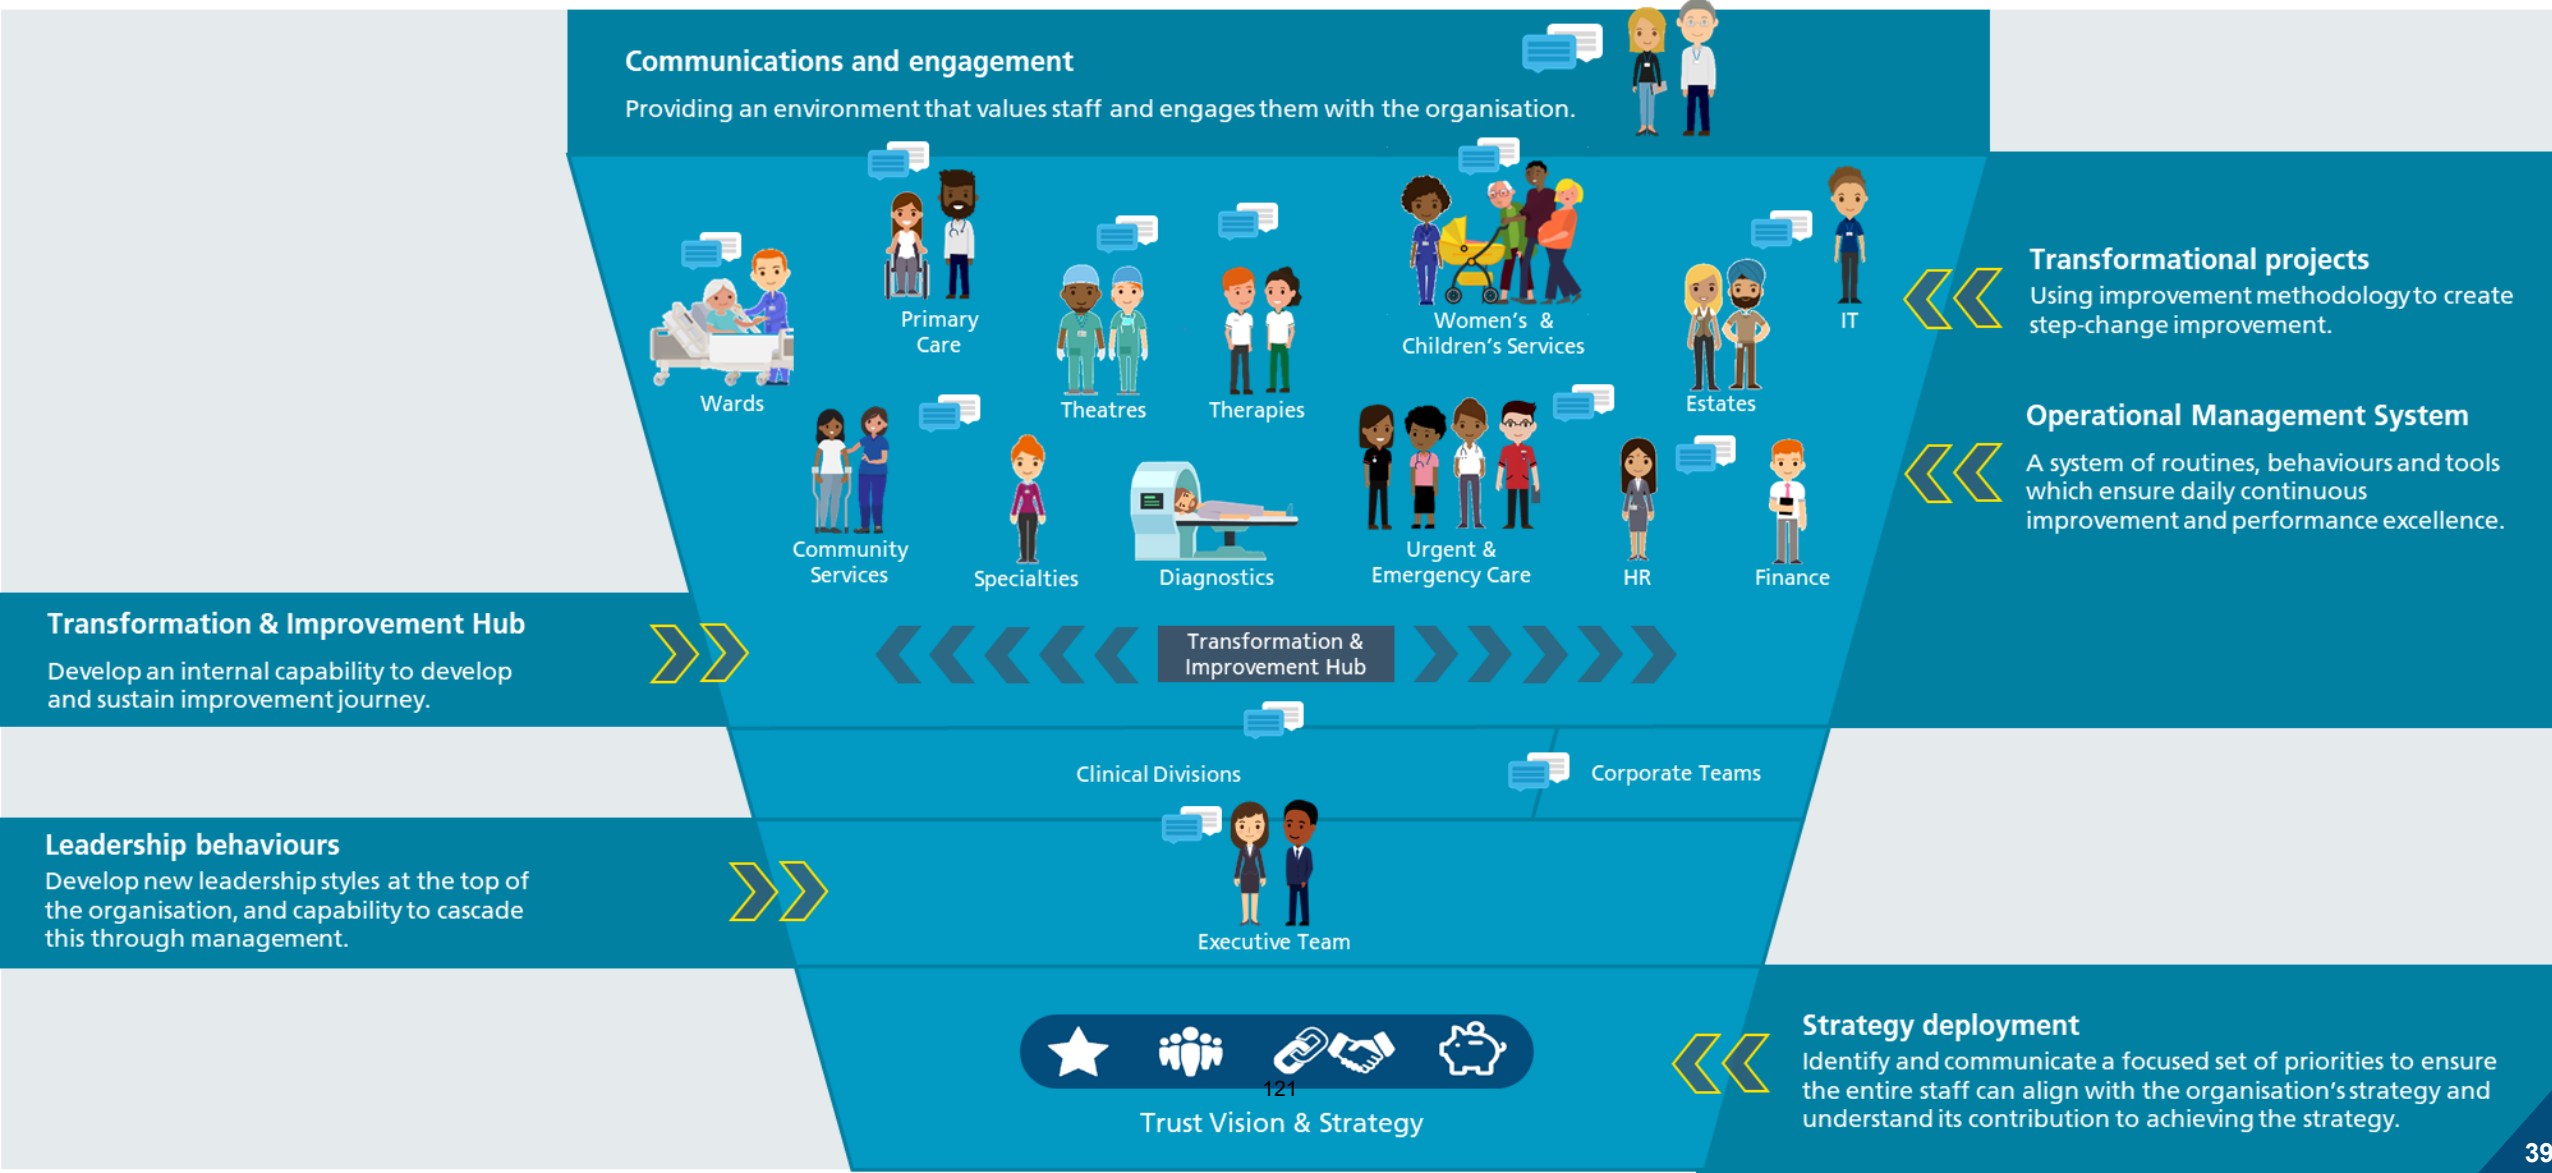 Communications and engagement
Providing an environment that values staff and engages them with the organisation.
Primary
Care
Women's &
Children's Services
IT
Wards
Theatres
Therapies
Estates
Community
Services
Specialties
Diagnostics
Urgent &
Emergency Care
HR
Finance
Transformational projects
Using improvement methodology to create
step-change improvement.
Operational Management System
A system of routines, behaviours and tools
which ensure daily continuous
improvement and performance excellence.
Transformation & Improvement Hub
Develop an internal capability to develop
and sustain improvement journey.
Transformation &
Improvement Hub
Clinical Divisions
Corporate Teams
Leadership behaviours
Develop new leadership styles at the top of
the organisation, and capability to cascade
this through management.
Executive Team
121
Trust Vision & Strategy
Strategy deployment
Identify and communicate a focused set of priorities to ensure
the entire staff can align with the organisation's strategy and
understand its contribution to achieving the strategy.
39